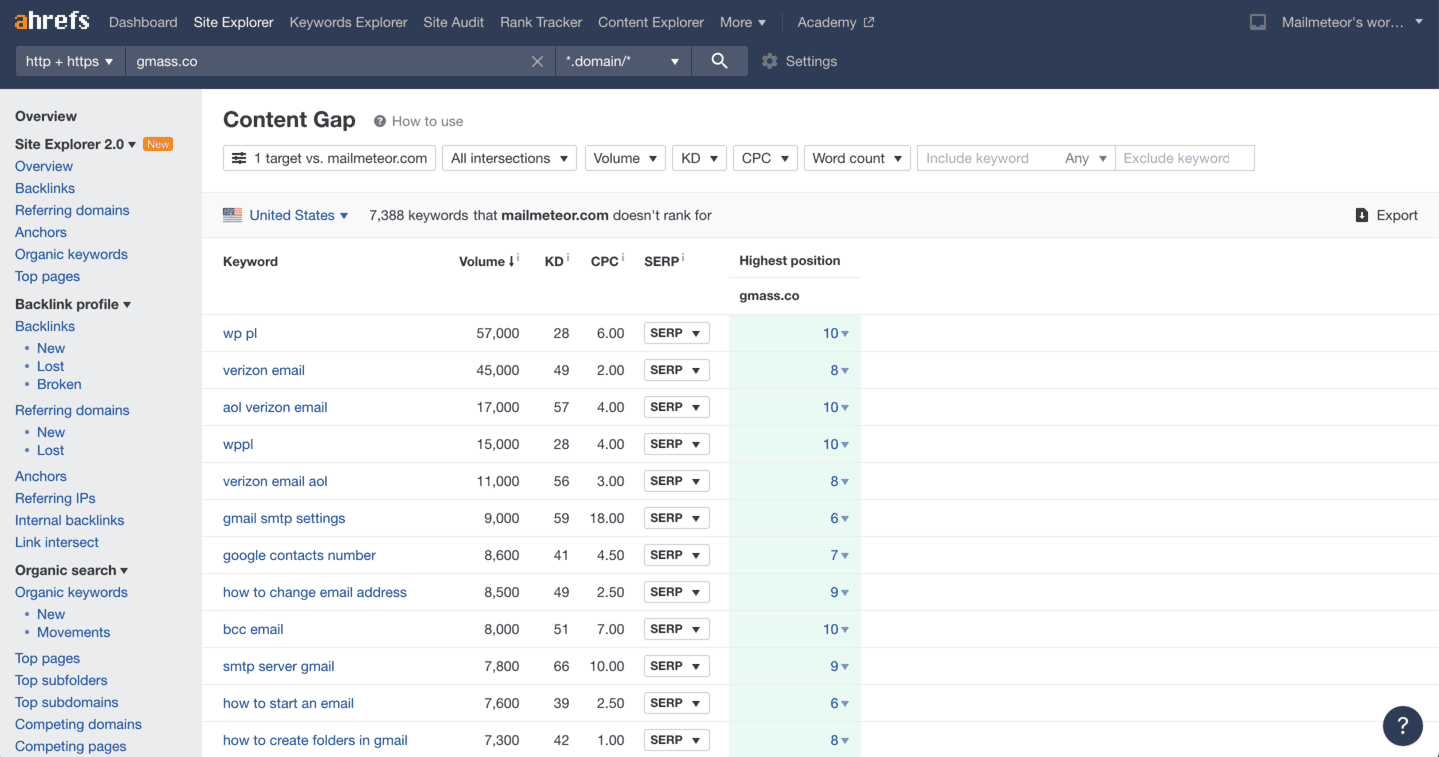 ahrefs Dashboard Site Explorer Keywords Explorer Site Audit Rank Tracker Content Explorer More Academy Mailmeteor's wor...
http + https gmass.co *.domain/* Settings
Overview
Site Explorer 2.0 New
Overview
Backlinks
Referring domains
Anchors
Organic keywords
Top pages
Backlink profile
Backlinks
• New
• Lost
• Broken
Referring domains
• New
• Lost
Anchors
Referring IPs
Internal backlinks
Link intersect
Organic search
Organic keywords
• New
• Movements
Top pages
Top subfolders
Top subdomains
Competing domains
Competing pages
Content Gap ? How to use
1 target vs. mailmeteor.com All intersections Volume KD CPC Word count Include keyword Any Exclude keyword
United States 7,388 keywords that mailmeteor.com doesn't rank for Export
Keyword Volume ↓ i KD i CPC i SERP i Highest position
gmass.co
wp pl 57,000 28 6.00 SERP 10
verizon email 45,000 49 2.00 SERP 8
aol verizon email 17,000 57 4.00 SERP 10
wppl 15,000 28 4.00 SERP 10
verizon email aol 11,000 56 3.00 SERP 8
gmail smtp settings 9,000 59 18.00 SERP 6
google contacts number 8,600 41 4.50 SERP 7
how to change email address 8,500 49 2.50 SERP 9
bcc email 8,000 51 7.00 SERP 10
smtp server gmail 7,800 66 10.00 SERP 9
how to start an email 7,600 39 2.50 SERP 6
how to create folders in gmail 7,300 42 1.00 SERP 8
?